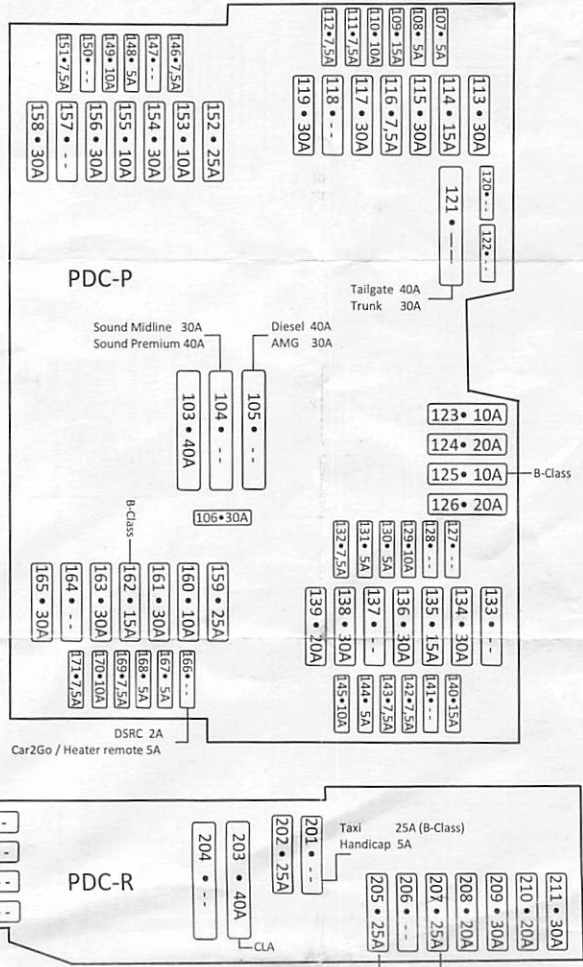 151•7,5A
150•--
149•10A
148•5A
147•--
146•7,5A
112•7,5A
111•7,5A
110•10A
109•15A
108•5A
107•5A
158•30A
157•--
156•30A
155•10A
154•30A
153•10A
152•25A
119•30A
118•--
117•30A
116•7,5A
115•30A
114•15A
113•30A
121•--
120•--
122•--
PDC-P
Tailgate 40A
Trunk 30A
Sound Midline 30A
Sound Premium 40A
Diesel 40A
AMG 30A
103•40A
104•--
105•--
123•10A
124•20A
125•10A
B-Class
126•20A
106•30A
B-Class
132•7,5A
131•5A
130•5A
129•10A
128•--
127•--
165•30A
164•--
163•30A
162•15A
161•30A
160•10A
159•25A
139•20A
138•30A
137•--
136•30A
135•15A
134•30A
133•--
171•7,5A
170•10A
169•7,5A
168•5A
167•5A
166•--
145•10A
144•5A
143•7,5A
142•7,5A
141•--
140•15A
DSRC 2A
Car2Go / Heater remote 5A
PDC-R
204•--
203•40A
CLA
202•25A
201•--
Taxi 25A (B-Class)
Handicap 5A
205•25A
206•--
207•25A
208•20A
209•30A
210•20A
211•30A